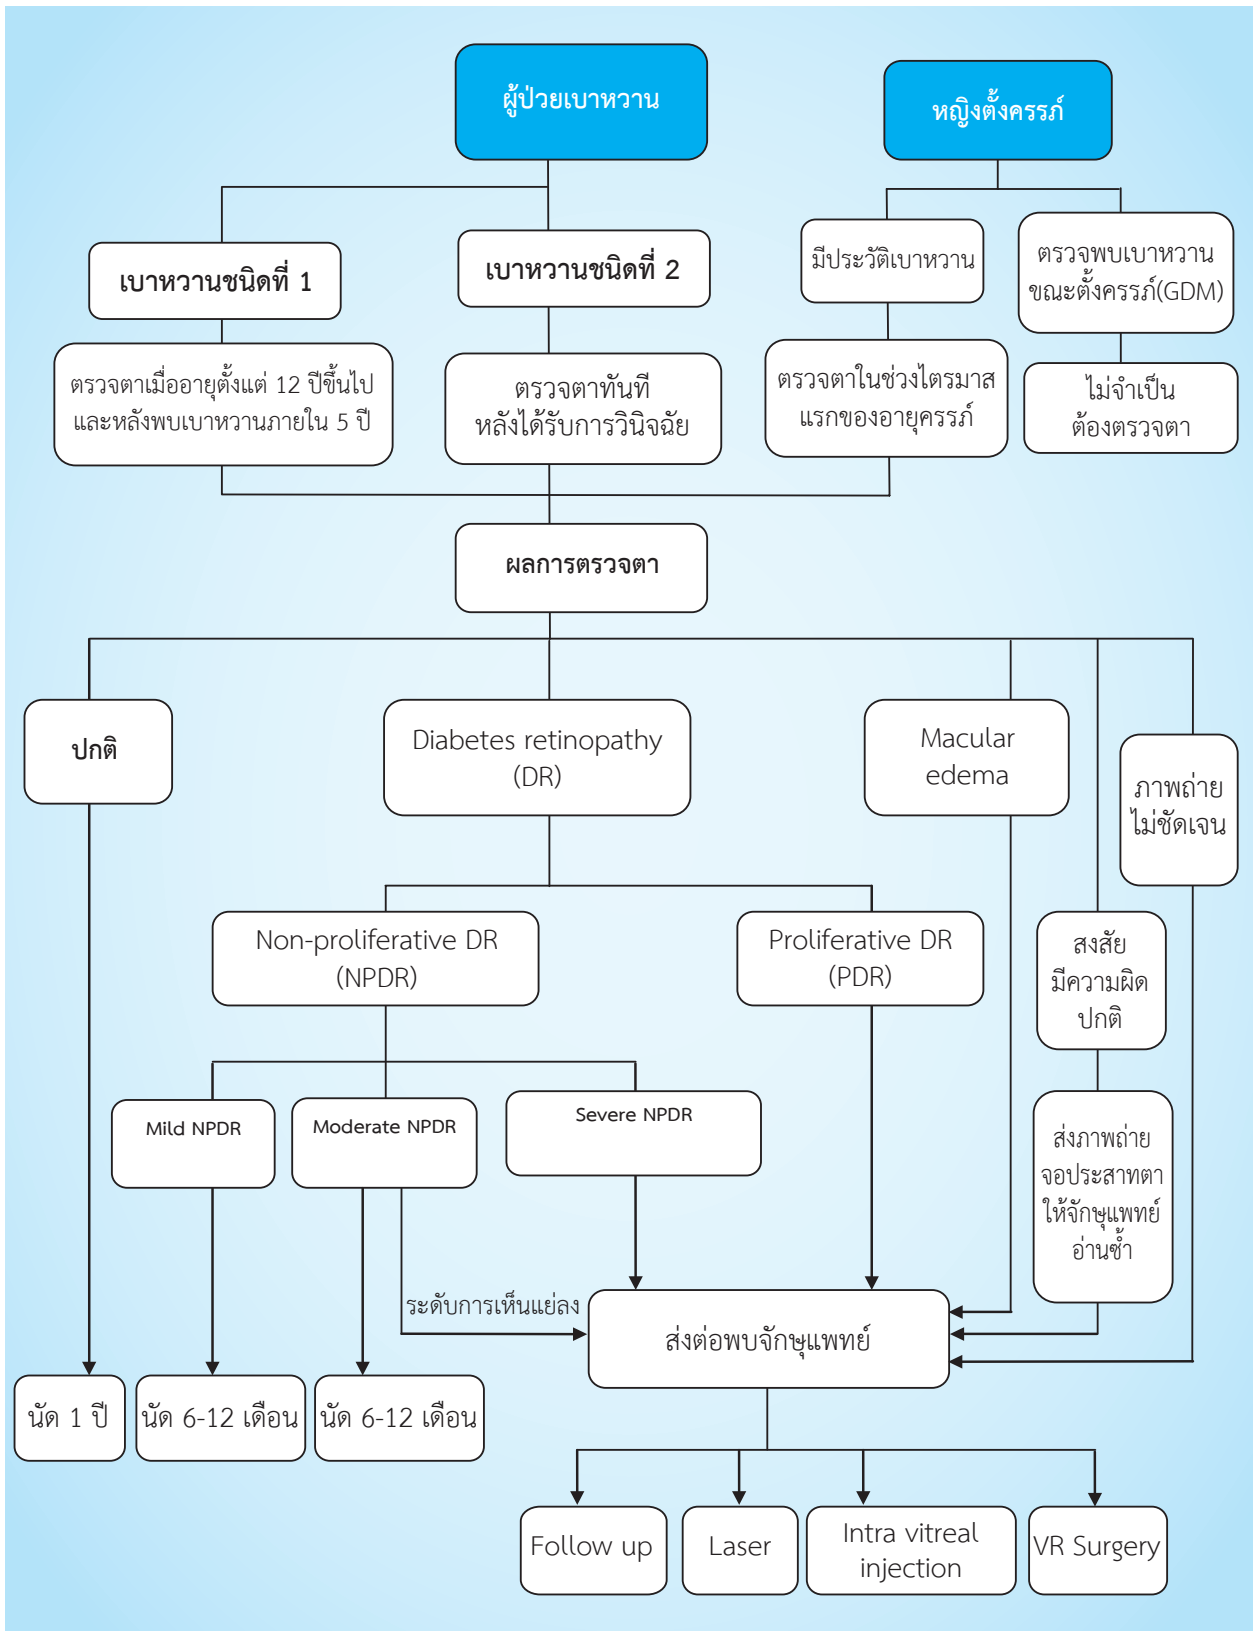 ผู้ป่วยเบาหวาน
หญิงตั้งครรภ์
เบาหวานชนิดที่ 1
เบาหวานชนิดที่ 2
มีประวัติเบาหวาน
ตรวจพบเบาหวาน
ขณะตั้งครรภ์(GDM)
ตรวจตาเมื่ออายุตั้งแต่ 12 ปีขึ้นไป
และหลังพบเบาหวานภายใน 5 ปี
ตรวจตาทันที
หลังได้รับการวินิจฉัย
ตรวจตาในช่วงไตรมาส
แรกของอายุครรภ์
ไม่จำเป็น
ต้องตรวจตา
ผลการตรวจตา
ปกติ
Diabetes retinopathy
(DR)
Macular
edema
ภาพถ่าย
ไม่ชัดเจน
Non-proliferative DR
(NPDR)
Proliferative DR
(PDR)
สงสัย
มีความผิด
ปกติ
Mild NPDR
Moderate NPDR
Severe NPDR
ส่งภาพถ่าย
จอประสาทตา
ให้จักษุแพทย์
อ่านซ้ำ
ระดับการเห็นแย่ลง
ส่งต่อพบจักษุแพทย์
นัด 1 ปี
นัด 6-12 เดือน
นัด 6-12 เดือน
Follow up
Laser
Intra vitreal
injection
VR Surgery